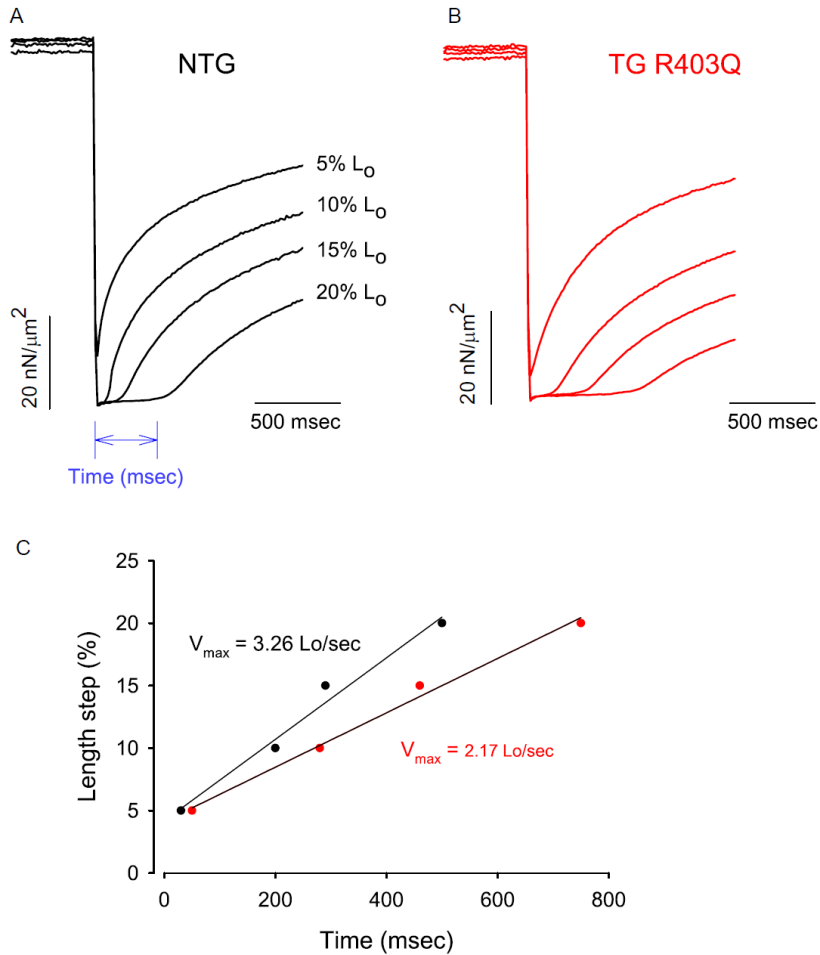 A
B
NTG
TG R403Q
5% Lo
10% Lo
15% Lo
20% Lo
20 nN/μm²
500 msec
20 nN/μm²
500 msec
Time (msec)
C
25
20
15
10
5
0
Length step (%)
Vmax = 3.26 Lo/sec
Vmax = 2.17 Lo/sec
0 200 400 600 800
Time (msec)